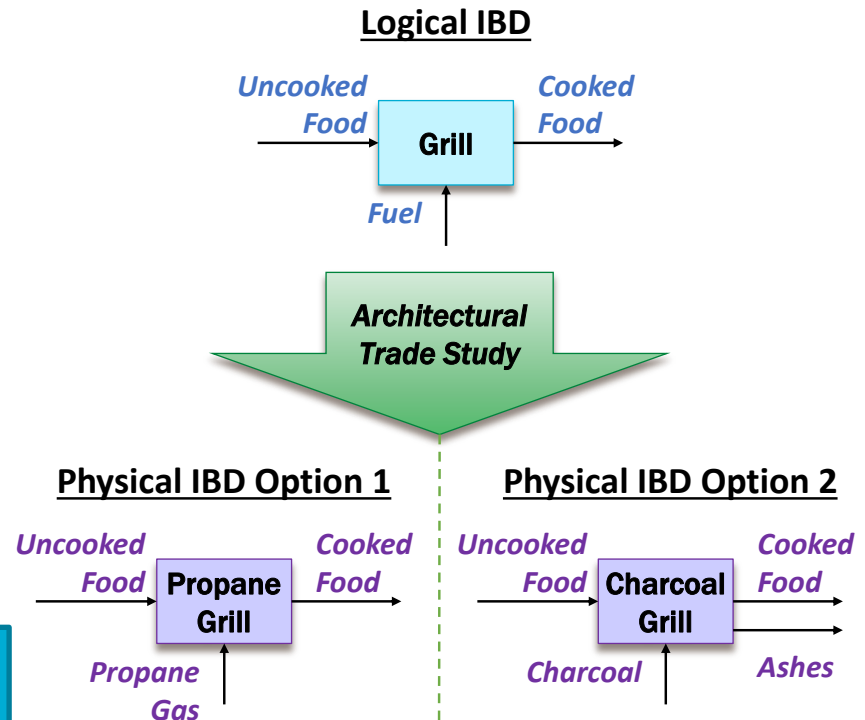 Logical IBD
Uncooked
Food
Cooked
Food
Grill
Fuel
Architectural
Trade Study
Physical IBD Option 1
Uncooked
Food
Cooked
Food
Propane
Grill
Propane
Gas
Physical IBD Option 2
Uncooked
Food
Cooked
Food
Charcoal
Grill
Charcoal
Ashes